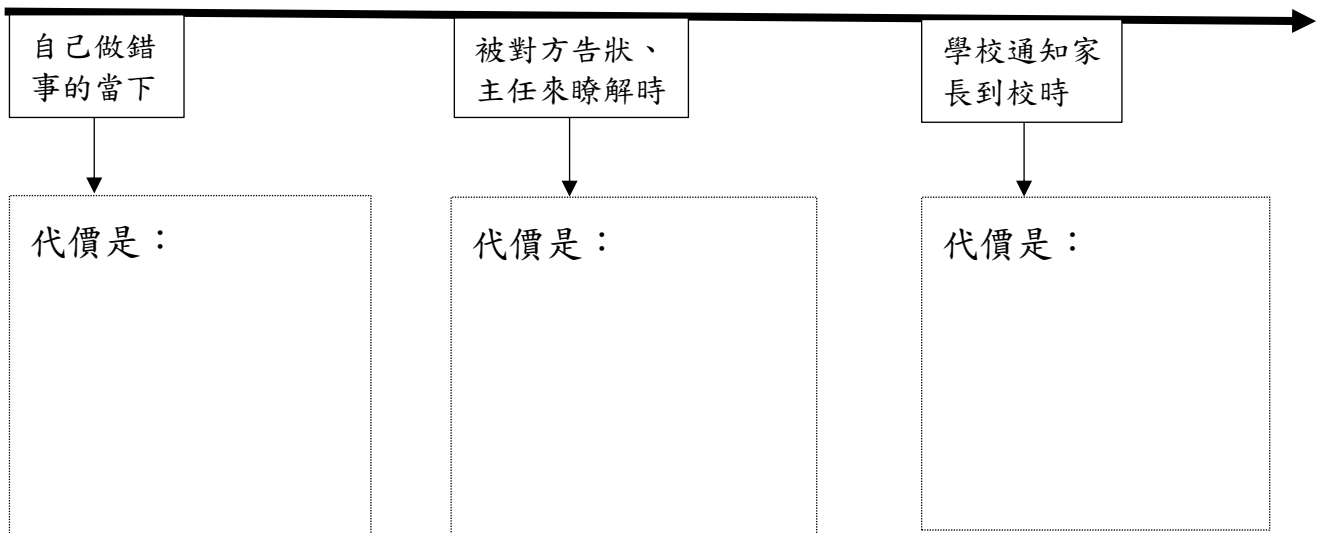 自己做錯
事的當下
被對方告狀、
主任來瞭解時
學校通知家
長到校時
代價是：
代價是：
代價是：